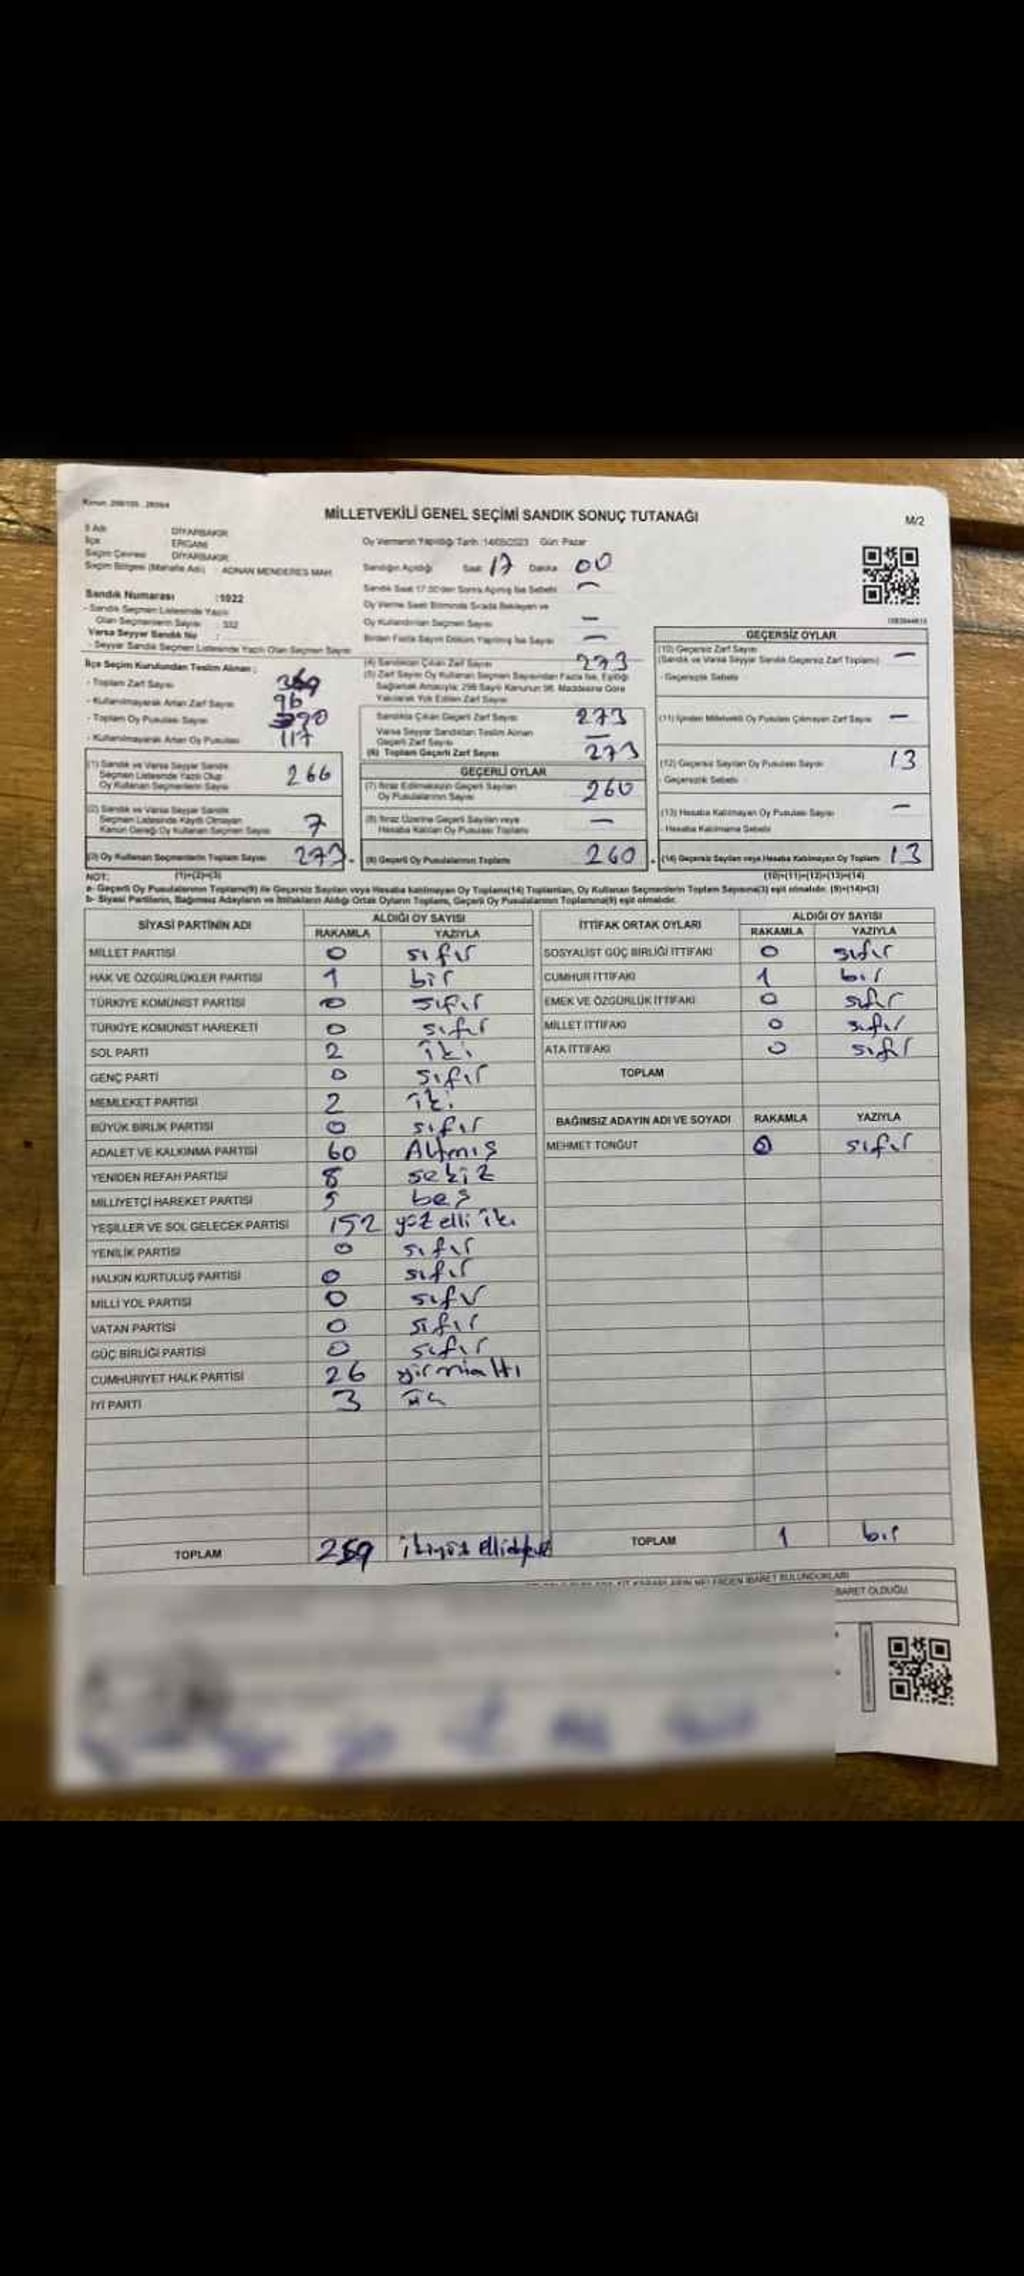 MİLLETVEKİLİ GENEL SEÇİMİ SANDIK SONUÇ TUTANAĞI
M/2
İli Adı DİYARBAKIR
İlçe ERGANİ
Seçim Çevresi DİYARBAKIR
Seçim Bölgesi (Mahalle Adı) : ADNAN MENDERES MAH.
Sandık Numarası :1022
- Sandık Seçmen Listesinde Yazılı
Olan Seçmenlerin Sayısı : 332
Varsa Seyyar Sandık No :
- Seyyar Sandık Seçmen Listesinde Yazılı Olan Seçmen Sayısı
Oy Vermenin Yapıldığı Tarih :14/05/2023 Gün: Pazar
Sandığın Açıldığı Saat 17 Dakika 00
Sandık Saat 17.00'den Sonra Açılmış İse Sebebi —
Oy Verme Saati Bitiminde Sırada Bekleyen ve
Oy Kullandırılan Seçmen Sayısı —
Birden Fazla Sayım Döküm Yapılmış İse Sayısı —
İlçe Seçim Kurulundan Teslim Alınan :
- Toplam Zarf Sayısı
- Kullanılmayarak Artan Zarf Sayısı 96
- Toplam Oy Pusulası Sayısı
- Kullanılmayarak Artan Oy Pusulası 117
(1) Sandık ve Varsa Seyyar Sandık
Seçmen Listesinde Yazılı Olup
Oy Kullanan Seçmenlerin Sayısı 266
(2) Sandık ve Varsa Seyyar Sandık
Seçmen Listesinde Kayıtlı Olmayan
Kanun Gereği Oy Kullanan Seçmen Sayısı 7
(3) Oy Kullanan Seçmenlerin Toplam Sayısı 273
(4) Sandıktan Çıkan Zarf Sayısı 273
(5) Zarf Sayısı Oy Kullanan Seçmen Sayısından Fazla İse, Eşitliği
Sağlamak Amacıyla; 298 Sayılı Kanunun 98. Maddesine Göre
Yakılarak Yok Edilen Zarf Sayısı
Sandıkta Çıkan Geçerli Zarf Sayısı 273
Varsa Seyyar Sandıktan Teslim Alınan
Geçerli Zarf Sayısı —
(6) Toplam Geçerli Zarf Sayısı 273
GEÇERLİ OYLAR
(7) İtiraz Edilmeksizin Geçerli Sayılan
Oy Pusulalarının Sayısı 260
(8) İtiraz Üzerine Geçerli Sayılan veya
Hesaba Katılan Oy Pusulası Toplamı —
(9) Geçerli Oy Pusulalarının Toplamı 260
GEÇERSİZ OYLAR
(10) Geçersiz Zarf Sayısı —
(Sandık ve Varsa Seyyar Sandık Geçersiz Zarf Toplamı)
- Geçersizlik Sebebi
(11) İçinden Milletvekili Oy Pusulası Çıkmayan Zarf Sayısı —
(12) Geçersiz Sayılan Oy Pusulası Sayısı 13
- Geçersizlik Sebebi
(13) Hesaba Katılmayan Oy Pusulası Sayısı —
- Hesaba Katılmama Sebebi
(14) Geçersiz Sayılan veya Hesaba Katılmayan Oy Toplamı 13
NOT: (1)+(2)=(3) (10)+(11)+(12)+(13)=(14)
a- Geçerli Oy Pusulalarının Toplamı(9) ile Geçersiz Sayılan veya Hesaba katılmayan Oy Toplamı(14) Toplamları, Oy Kullanan Seçmenlerin Toplam Sayısına(3) eşit olmalıdır. (9)+(14)=(3)
b- Siyasi Partilerin, Bağımsız Adayların ve İttifakların Aldığı Ortak Oyların Toplamı, Geçerli Oy Pusulalarının Toplamına(9) eşit olmalıdır.
SİYASİ PARTİNİN ADI ALDIĞI OY SAYISI
RAKAMLA YAZIYLA
MİLLET PARTİSİ 0 sıfır
HAK VE ÖZGÜRLÜKLER PARTİSİ 1 bir
TÜRKİYE KOMÜNİST PARTİSİ 0 sıfır
TÜRKİYE KOMÜNİST HAREKETİ 0 sıfır
SOL PARTİ 2 iki
GENÇ PARTİ 0 sıfır
MEMLEKET PARTİSİ 2 iki
BÜYÜK BİRLİK PARTİSİ 0 sıfır
ADALET VE KALKINMA PARTİSİ 60 Altmış
YENİDEN REFAH PARTİSİ 8 sekiz
MİLLİYETÇİ HAREKET PARTİSİ 5 beş
YEŞİLLER VE SOL GELECEK PARTİSİ 152 yüz elli iki
YENİLİK PARTİSİ 0 sıfır
HALKIN KURTULUŞ PARTİSİ 0 sıfır
MİLLİ YOL PARTİSİ 0 sıfır
VATAN PARTİSİ 0 sıfır
GÜÇ BİRLİĞİ PARTİSİ 0 sıfır
CUMHURİYET HALK PARTİSİ 26 yirmialtı
İYİ PARTİ 3 üç
TOPLAM 259 ikiyüz ellidokuz
İTTİFAK ORTAK OYLARI ALDIĞI OY SAYISI
RAKAMLA YAZIYLA
SOSYALİST GÜÇ BİRLİĞİ İTTİFAKI 0 sıfır
CUMHUR İTTİFAKI 1 bir
EMEK VE ÖZGÜRLÜK İTTİFAKI 0 sıfır
MİLLET İTTİFAKI 0 sıfır
ATA İTTİFAKI 0 sıfır
TOPLAM
BAĞIMSIZ ADAYIN ADI VE SOYADI RAKAMLA YAZIYLA
MEHMET TONĞUT 0 sıfır
TOPLAM 1 bir
BULUNDUKLARI
İBARET OLDUĞU